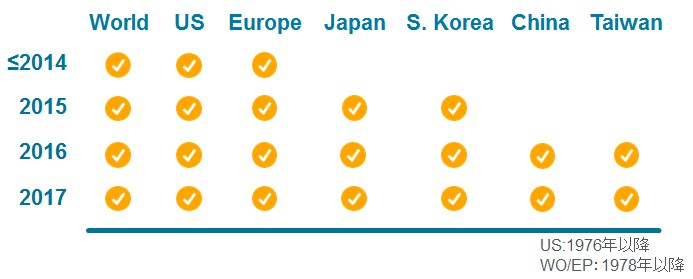 World US Europe Japan S. Korea China Taiwan
≤2014
2015
2016
2017
US:1976年以降
WO/EP：1978年以降